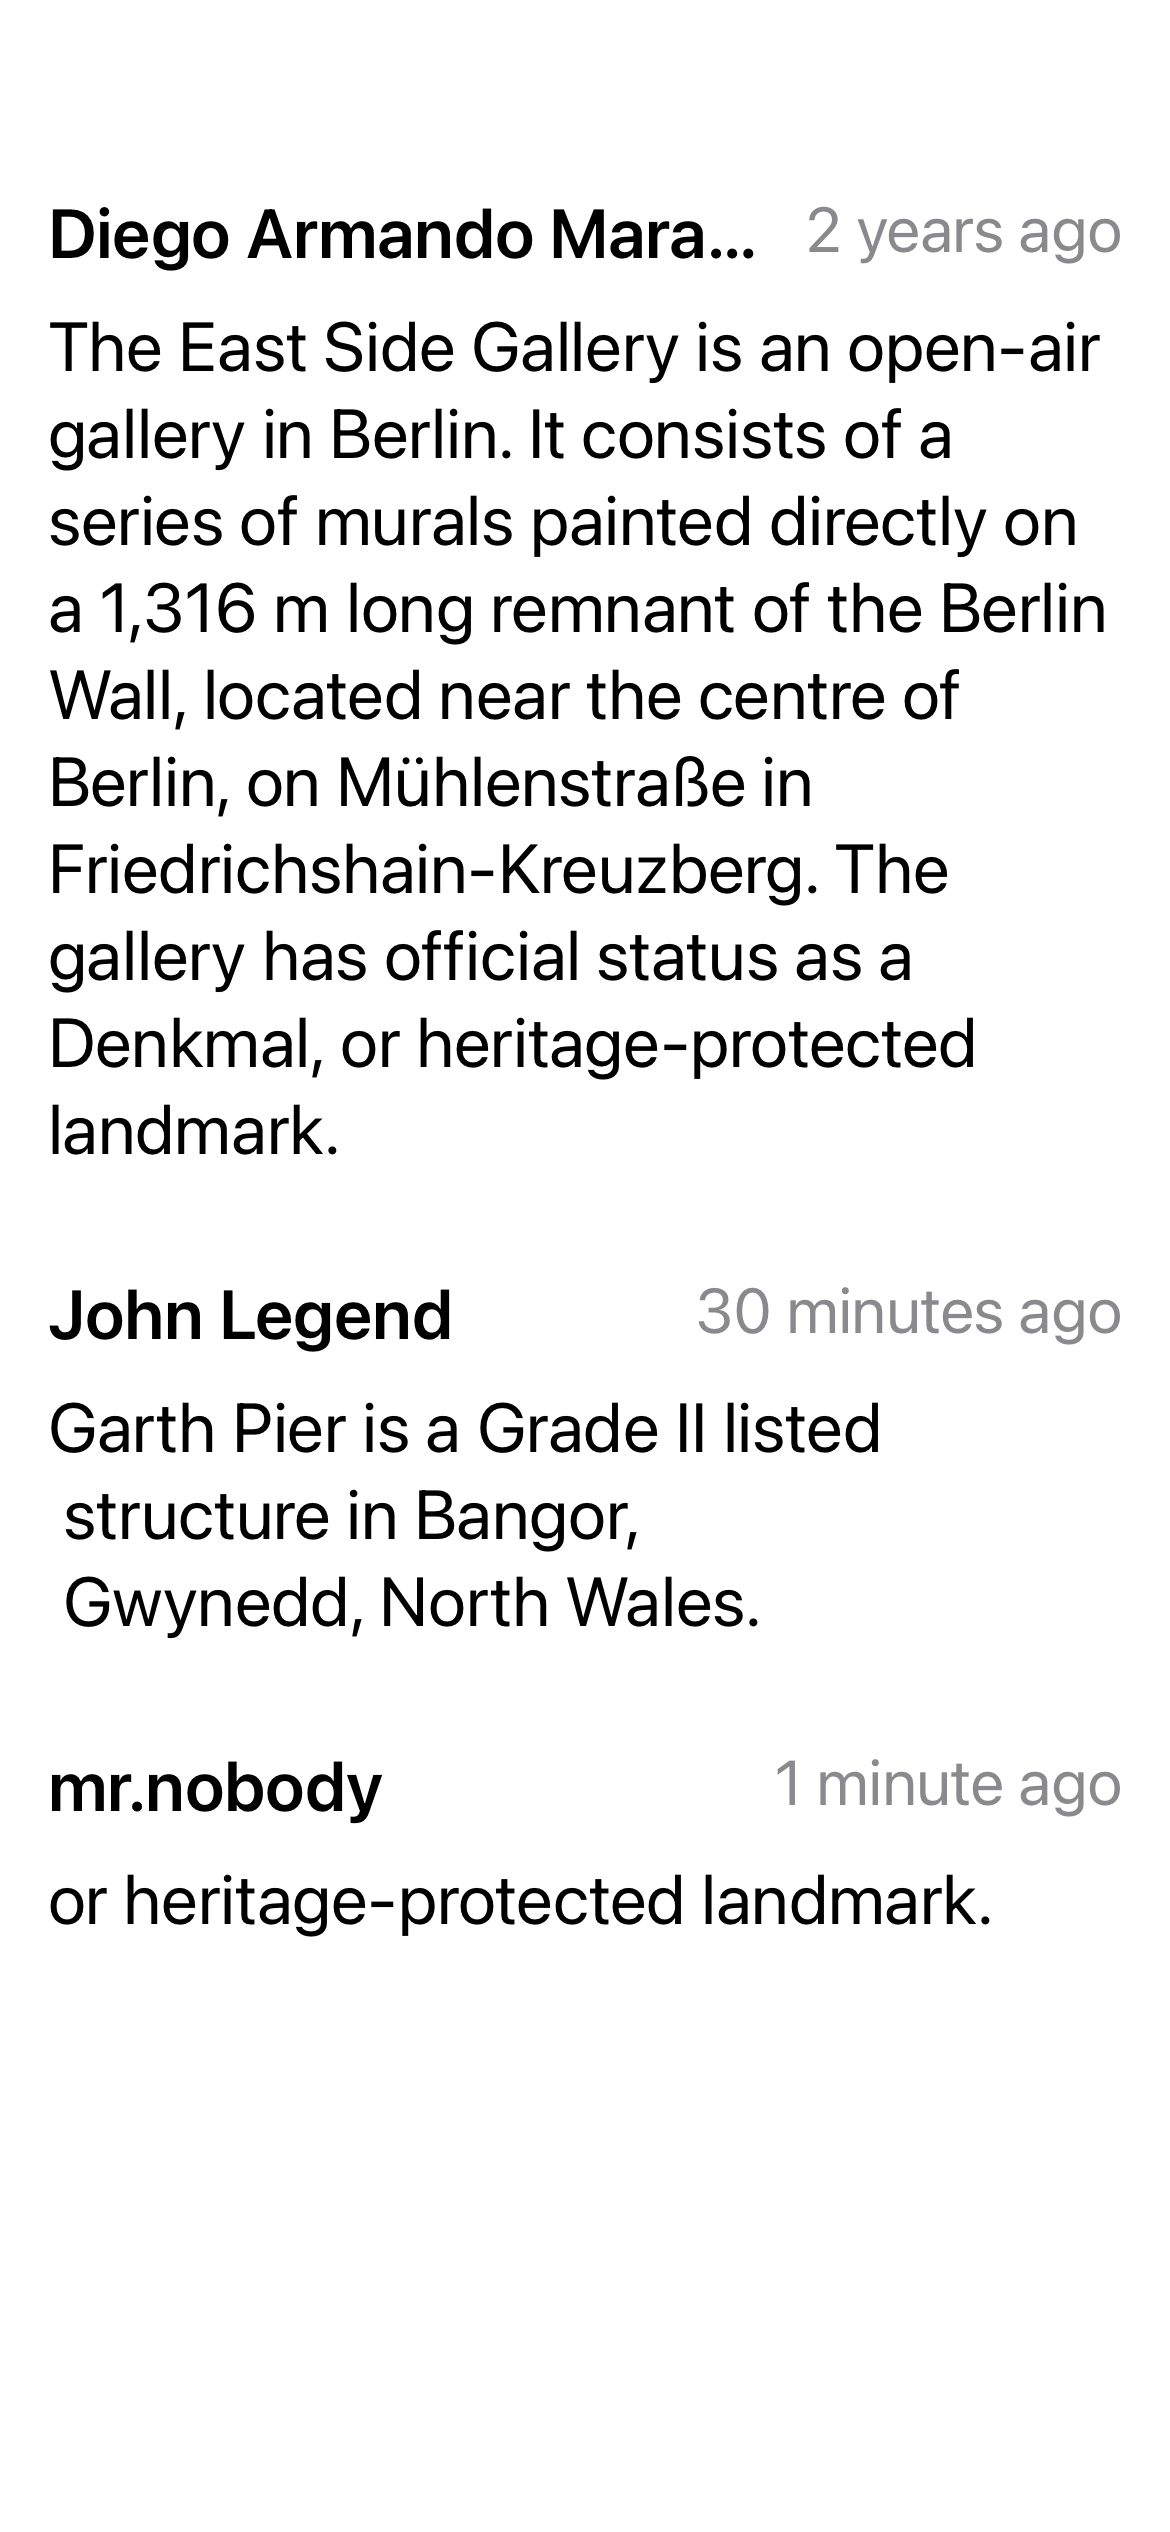 Diego Armando Mara... 2 years ago
The East Side Gallery is an open-air
gallery in Berlin. It consists of a
series of murals painted directly on
a 1,316 m long remnant of the Berlin
Wall, located near the centre of
Berlin, on Mühlenstraße in
Friedrichshain-Kreuzberg. The
gallery has official status as a
Denkmal, or heritage-protected
landmark.
John Legend 30 minutes ago
Garth Pier is a Grade II listed
structure in Bangor,
Gwynedd, North Wales.
mr.nobody 1 minute ago
or heritage-protected landmark.